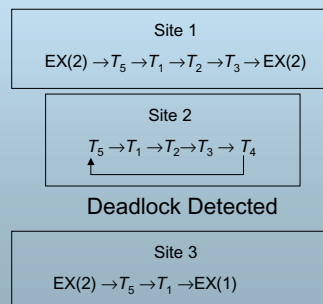 Site 1
EX(2) →T₅ →T₁ →T₂ →T₃ →EX(2)
Site 2
T₅ →T₁ →T₂→T₃ → T₄
Deadlock Detected
Site 3
EX(2) →T₅ →T₁ →EX(1)